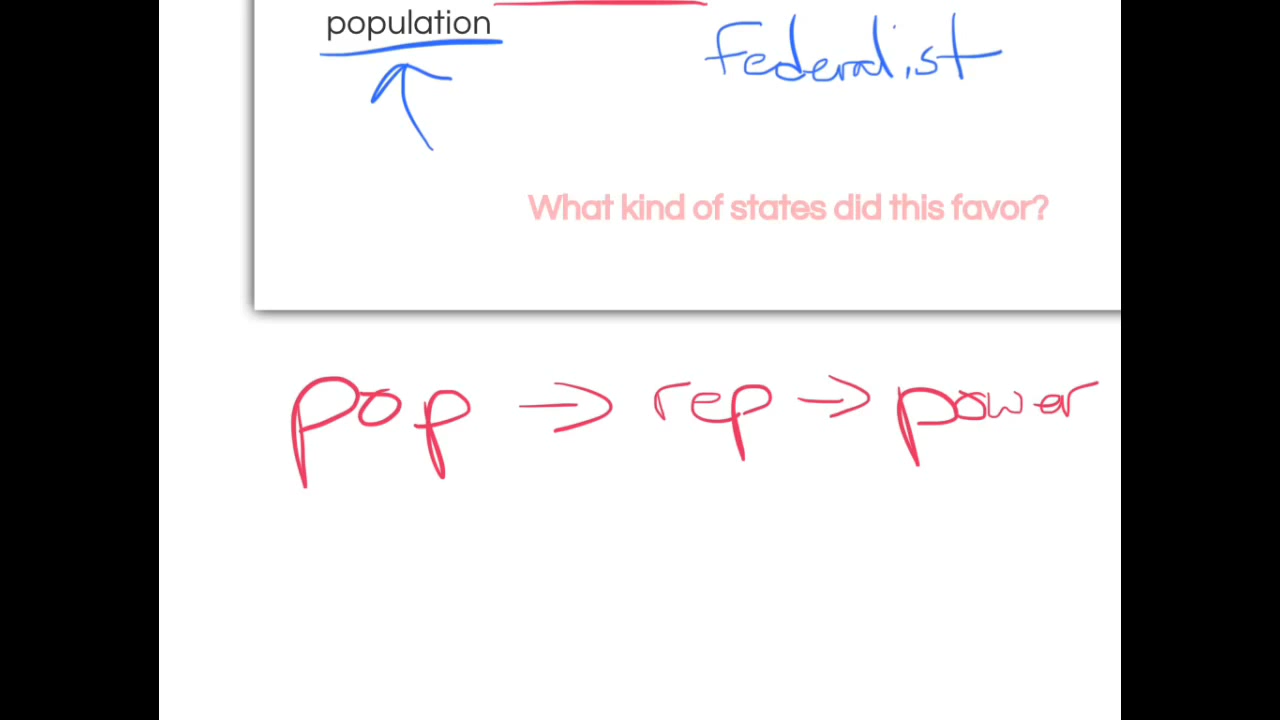 population
Federalist
What kind of states did this favor?
pop → rep → power